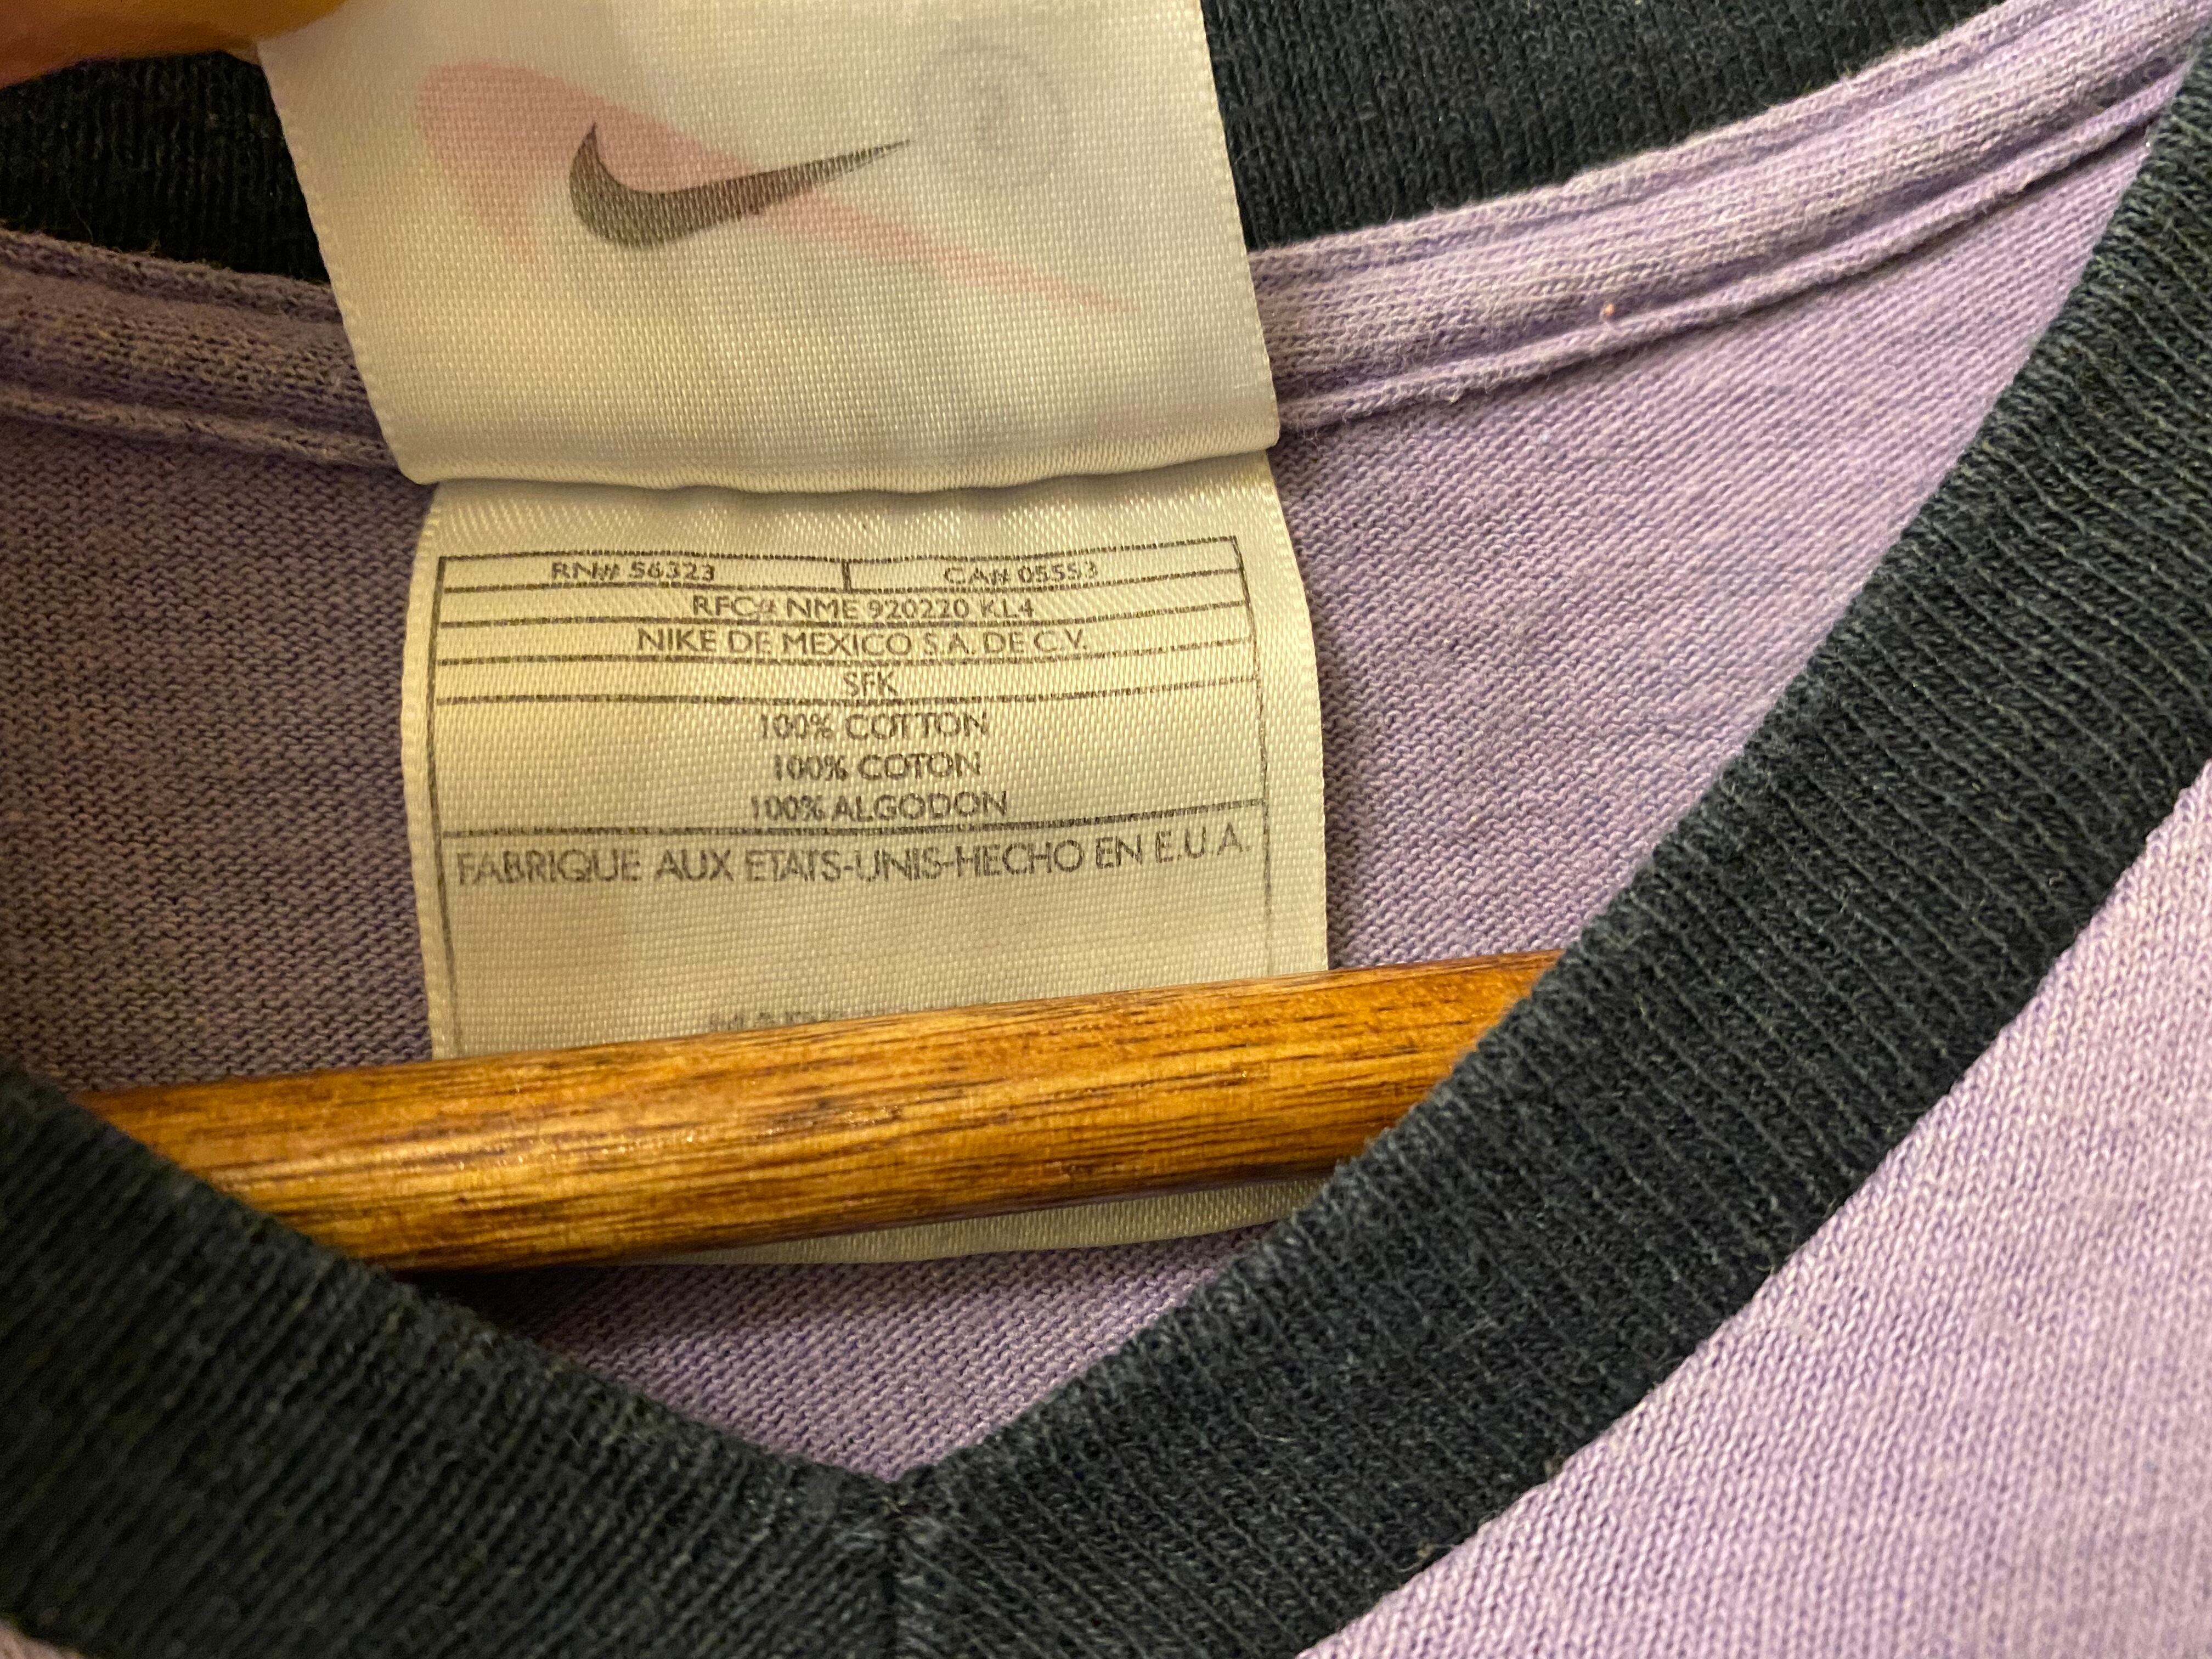 RN# 56323
CA# 05553
RFC# NME 920220 KL4
NIKE DE MEXICO S.A. DE C.V.
SFK
100% COTTON
100% COTON
100% ALGODON
FABRIQUE AUX ETATS-UNIS-HECHO EN E.U.A.